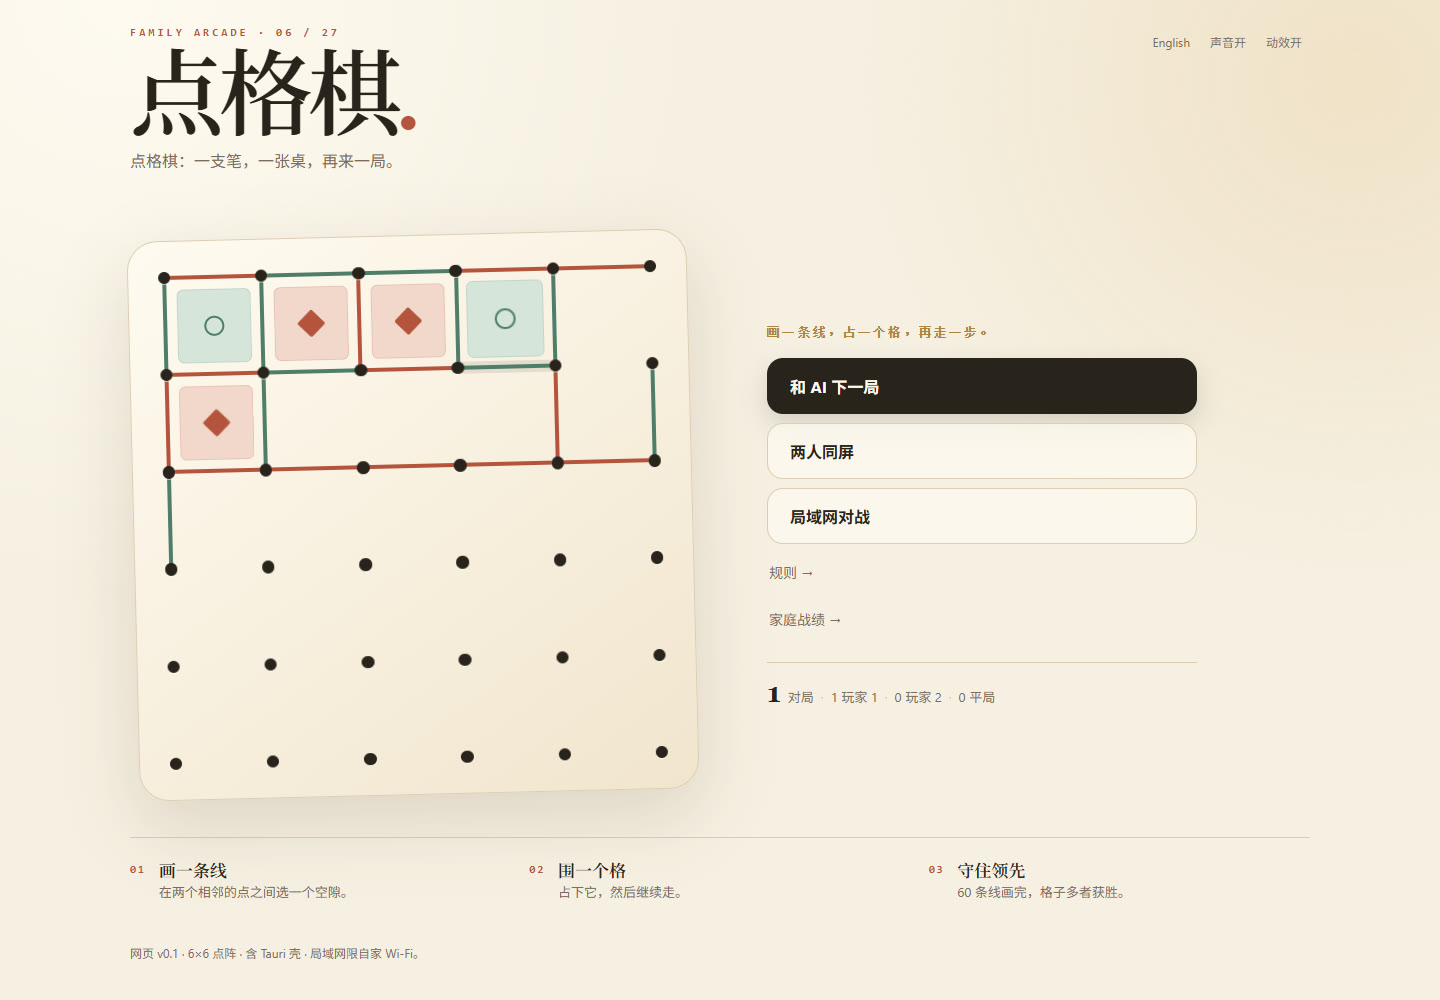 FAMILY ARCADE · 06 / 27
English 声音开 动效开
点格棋.
点格棋：一支笔，一张桌，再来一局。
画一条线，占一个格，再走一步。
和 AI 下一局
两人同屏
局域网对战
规则 →
家庭战绩 →
1 对局 · 1 玩家 1 · 0 玩家 2 · 0 平局
01 画一条线
在两个相邻的点之间选一个空隙。
02 围一个格
占下它，然后继续走。
03 守住领先
60 条线画完，格子多者获胜。
网页 v0.1 · 6×6 点阵 · 含 Tauri 壳 · 局域网限自家 Wi-Fi。